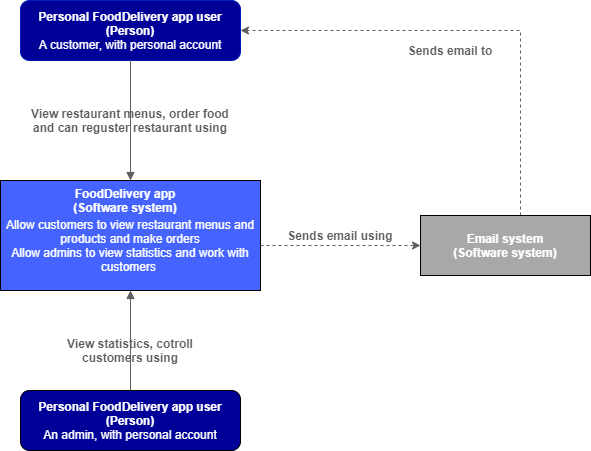 Personal FoodDelivery app user
(Person)
A customer, with personal account
Sends email to
View restaurant menus, order food
and can reguster restaurant using
FoodDelivery app
(Software system)
Allow customers to view restaurant menus and
products and make orders
Allow admins to view statistics and work with
customers
Sends email using
Email system
(Software system)
View statistics, cotroll
customers using
Personal FoodDelivery app user
(Person)
An admin, with personal account